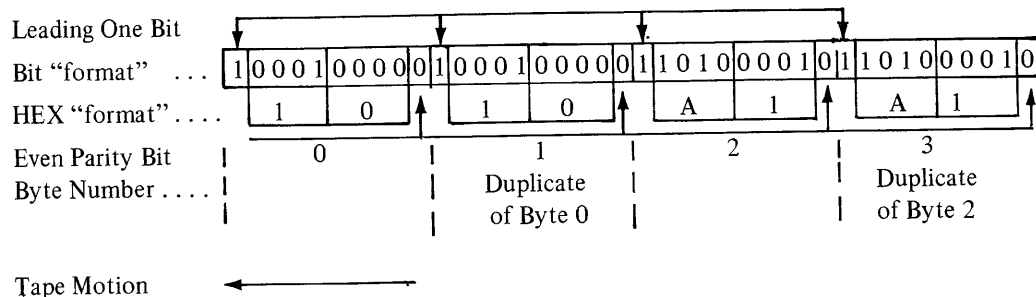 Leading One Bit
Bit “format” ... 1 0 0 0 1 0 0 0 0 0 1 0 0 0 1 0 0 0 0 0 1 1 0 1 0 0 0 0 1 0 1 1 0 1 0 0 0 0 1 0
HEX “format” .... 1 0 1 0 A 1 A 1
Even Parity Bit
0 1 2 3
Byte Number .... Duplicate Duplicate
of Byte 0 of Byte 2
Tape Motion